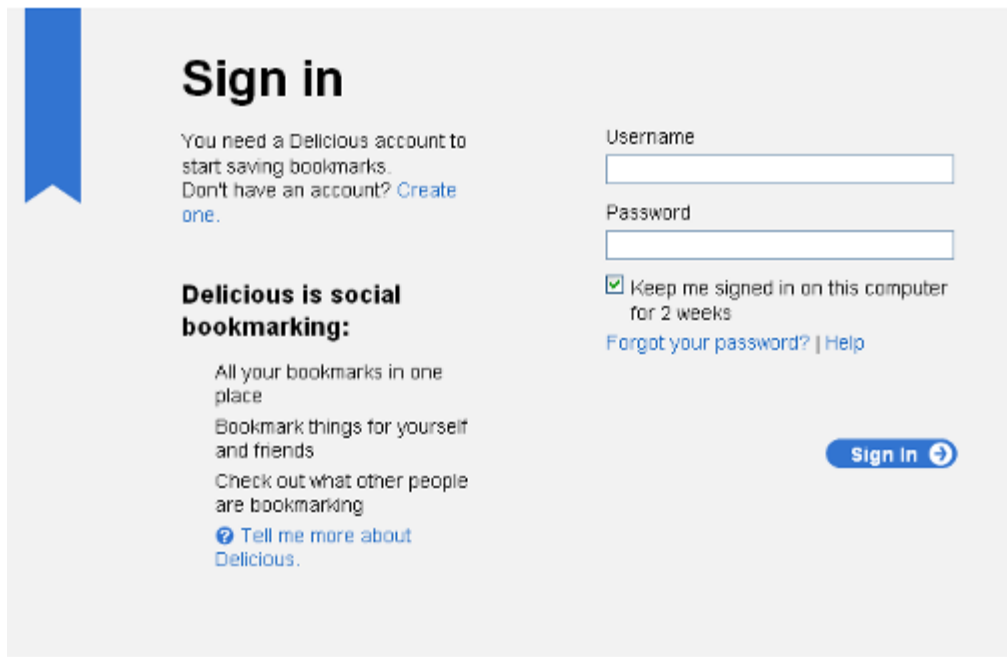 Sign in
You need a Delicious account to
start saving bookmarks.
Don't have an account? Create
one.
Delicious is social
bookmarking:
All your bookmarks in one
place
Bookmark things for yourself
and friends
Check out what other people
are bookmarking
Tell me more about
Delicious.
Username
Password
Keep me signed in on this computer
for 2 weeks
Forgot your password? | Help
Sign In